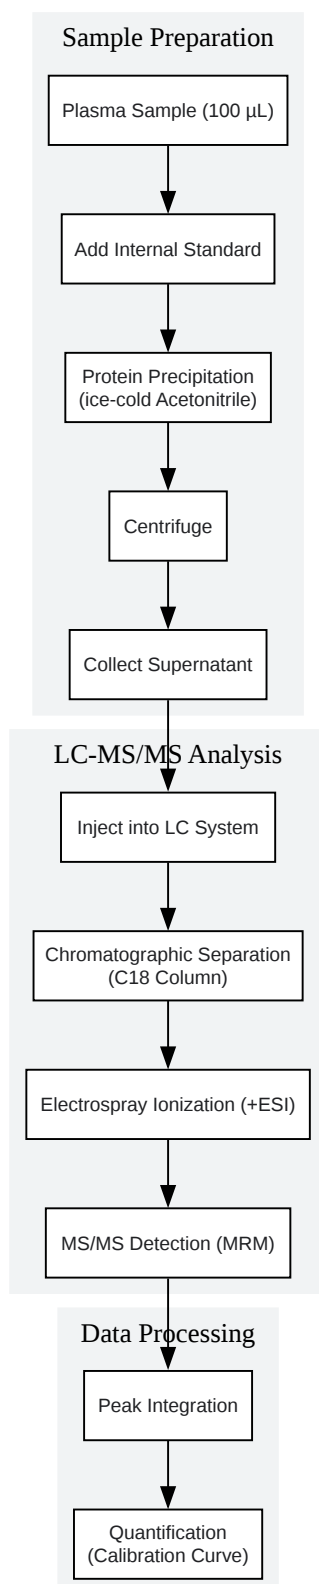 Sample Preparation
Plasma Sample (100 µL)
Add Internal Standard
Protein Precipitation
(ice-cold Acetonitrile)
Centrifuge
Collect Supernatant
LC-MS/MS Analysis
Inject into LC System
Chromatographic Separation
(C18 Column)
Electrospray Ionization (+ESI)
MS/MS Detection (MRM)
Data Processing
Peak Integration
Quantification
(Calibration Curve)